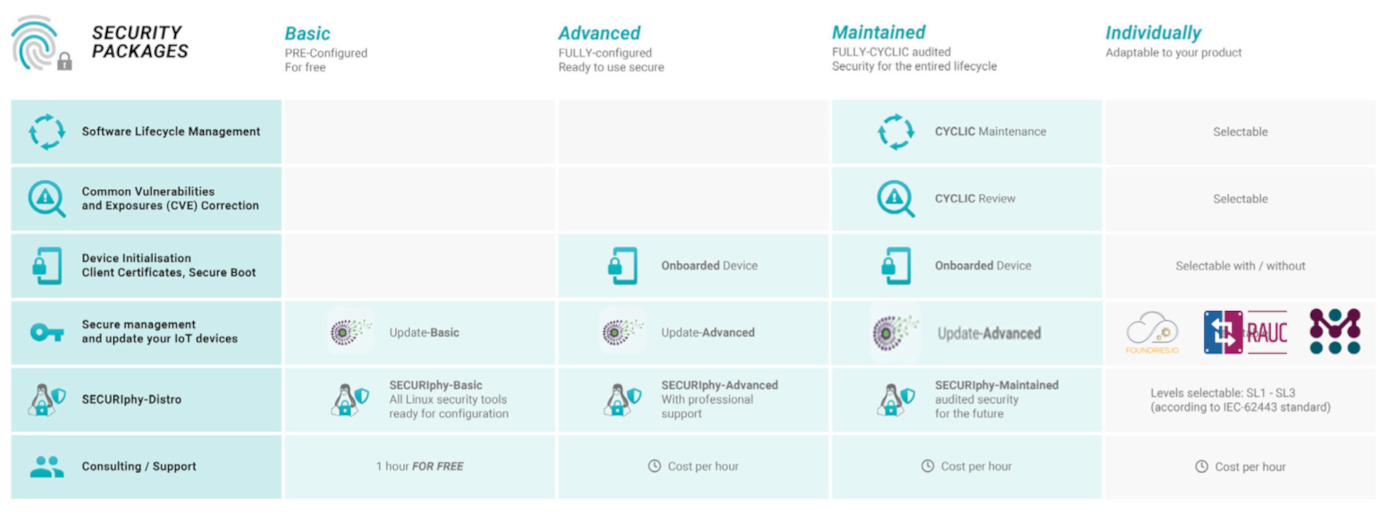 SECURITY
PACKAGES
Basic
PRE-Configured
For free
Advanced
FULLY-configured
Ready to use secure
Maintained
FULLY-CYCLIC audited
Security for the entired lifecycle
Individually
Adaptable to your product
Software Lifecycle Management
CYCLIC Maintenance
Selectable
Common Vulnerabilities
and Exposures (CVE) Correction
CYCLIC Review
Selectable
Device Initialisation
Client Certificates, Secure Boot
Onboarded Device
Onboarded Device
Selectable with / without
Secure management
and update your IoT devices
Update-Basic
Update-Advanced
Update-Advanced
FOUNDRIES.IO
RAUC
SECURIphy-Distro
SECURIphy-Basic
All Linux security tools
ready for configuration
SECURIphy-Advanced
With professional
support
SECURIphy-Maintained
audited security
for the future
Levels selectable: SL1 - SL3
(according to IEC-62443 standard)
Consulting / Support
1 hour FOR FREE
Cost per hour
Cost per hour
Cost per hour